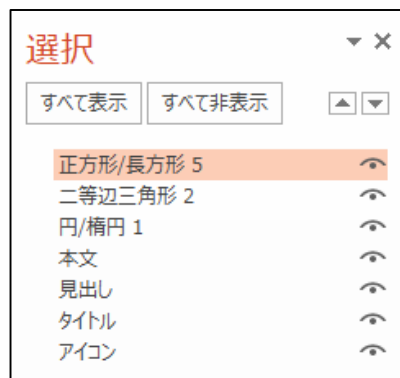 選択
すべて表示 すべて非表示
正方形/長方形 5
二等辺三角形 2
円/楕円 1
本文
見出し
タイトル
アイコン